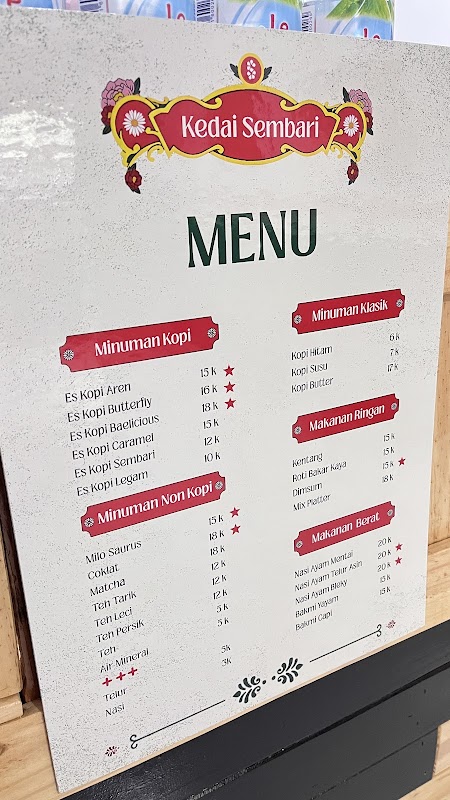 Kedai Sembari
MENU
Minuman Kopi
Es Kopi Aren 15 k ★
Es Kopi Butterfly 16 k ★
Es Kopi Baelicious 18 k ★
Es Kopi Caramel 15 k
Es Kopi Sembari 12 k
Es Kopi Legam 10 k
Minuman Non Kopi
Milo Saurus 15 k ★
Coklat 18 k ★
Matcha 18 k
Teh Tarik 12 k
Teh Leci 12 k
Teh Persik 12 k
Teh 5 k
Air Mineral 5 k
+++
Telur 5k
Nasi 3k
Minuman Klasik
Kopi Hitam 6 k
Kopi Susu 7 k
Kopi Butter 17 k
Makanan Ringan
Kentang 15 k
Roti Bakar Kaya 15 k
Dimsum 15 k ★
Mix Platter 18 k
Makanan Berat
Nasi Ayam Mentai 20 k
Nasi Ayam Telur Asin 20 k ★
Nasi Ayam Bleky 20 k ★
Bakmi Yayam 15 k
Bakmi Capi 15 k